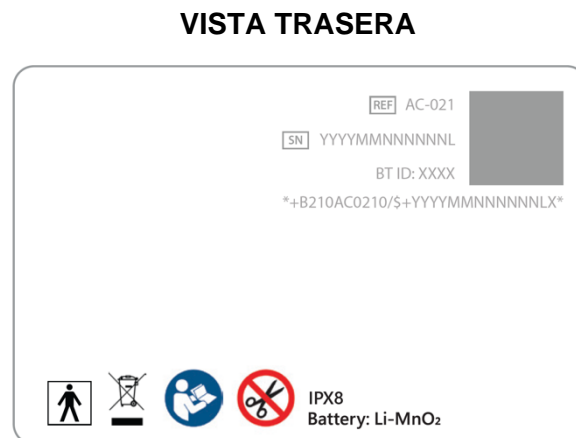 VISTA TRASERA
REF AC-021
SN YYYYMMNNNNNNL
BT ID: XXXX
*+B210AC0210/$+YYYYMMNNNNNNLX*
IPX8
Battery: Li-MnO₂